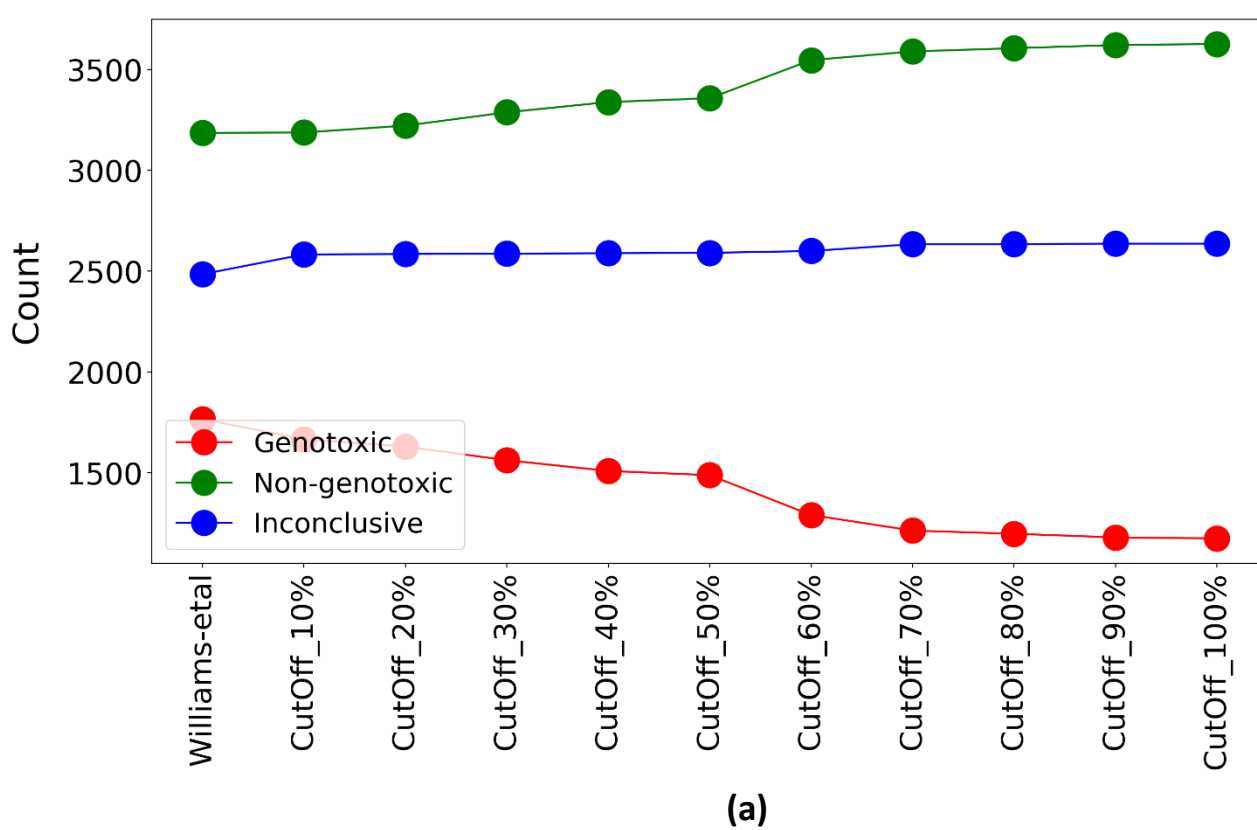 3500
3000
2500
2000
1500
Count
Genotoxic
Non-genotoxic
Inconclusive
Williams-etal
CutOff_10%
CutOff_20%
CutOff_30%
CutOff_40%
CutOff_50%
CutOff_60%
CutOff_70%
CutOff_80%
CutOff_90%
CutOff_100%
(a)